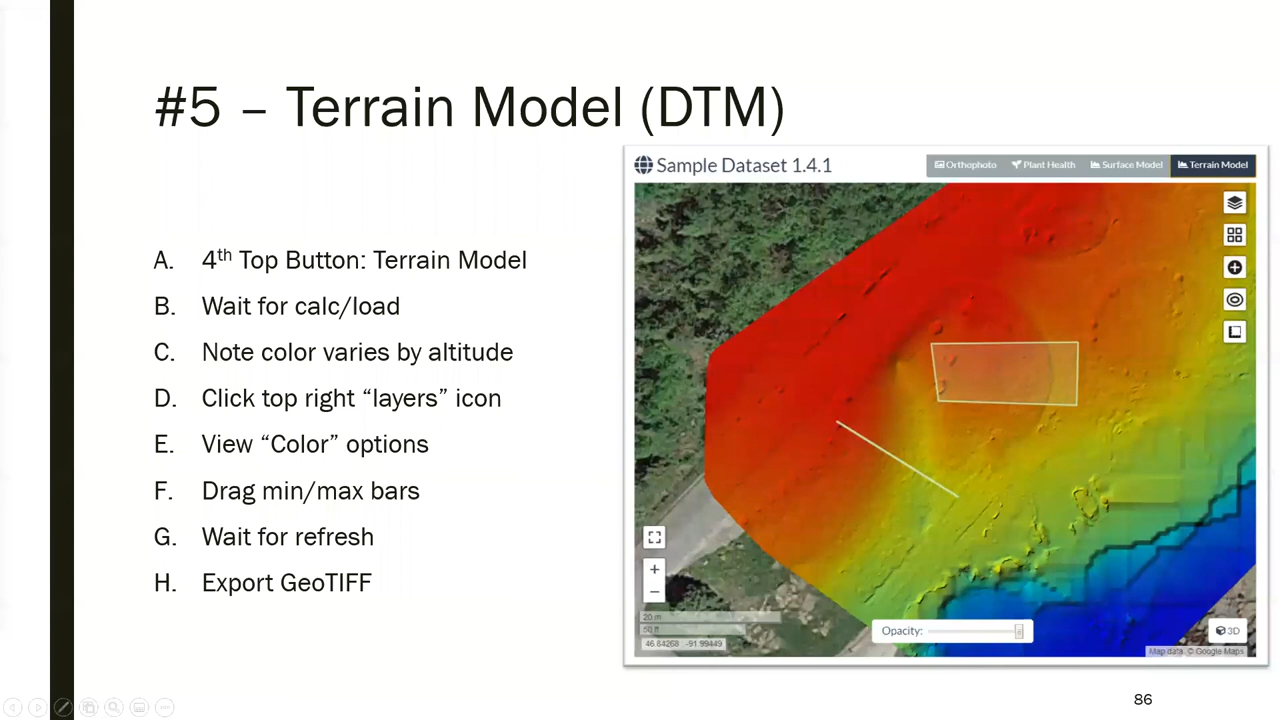 #5 – Terrain Model (DTM)
A. 4th Top Button: Terrain Model
B. Wait for calc/load
C. Note color varies by altitude
D. Click top right “layers” icon
E. View “Color” options
F. Drag min/max bars
G. Wait for refresh
H. Export GeoTIFF
Sample Dataset 1.4.1
Orthophoto Plant Health Surface Model Terrain Model
+
−
20 m
50 ft
46.84268 -91.99449
Opacity:
3D
Map data © Google Maps
86